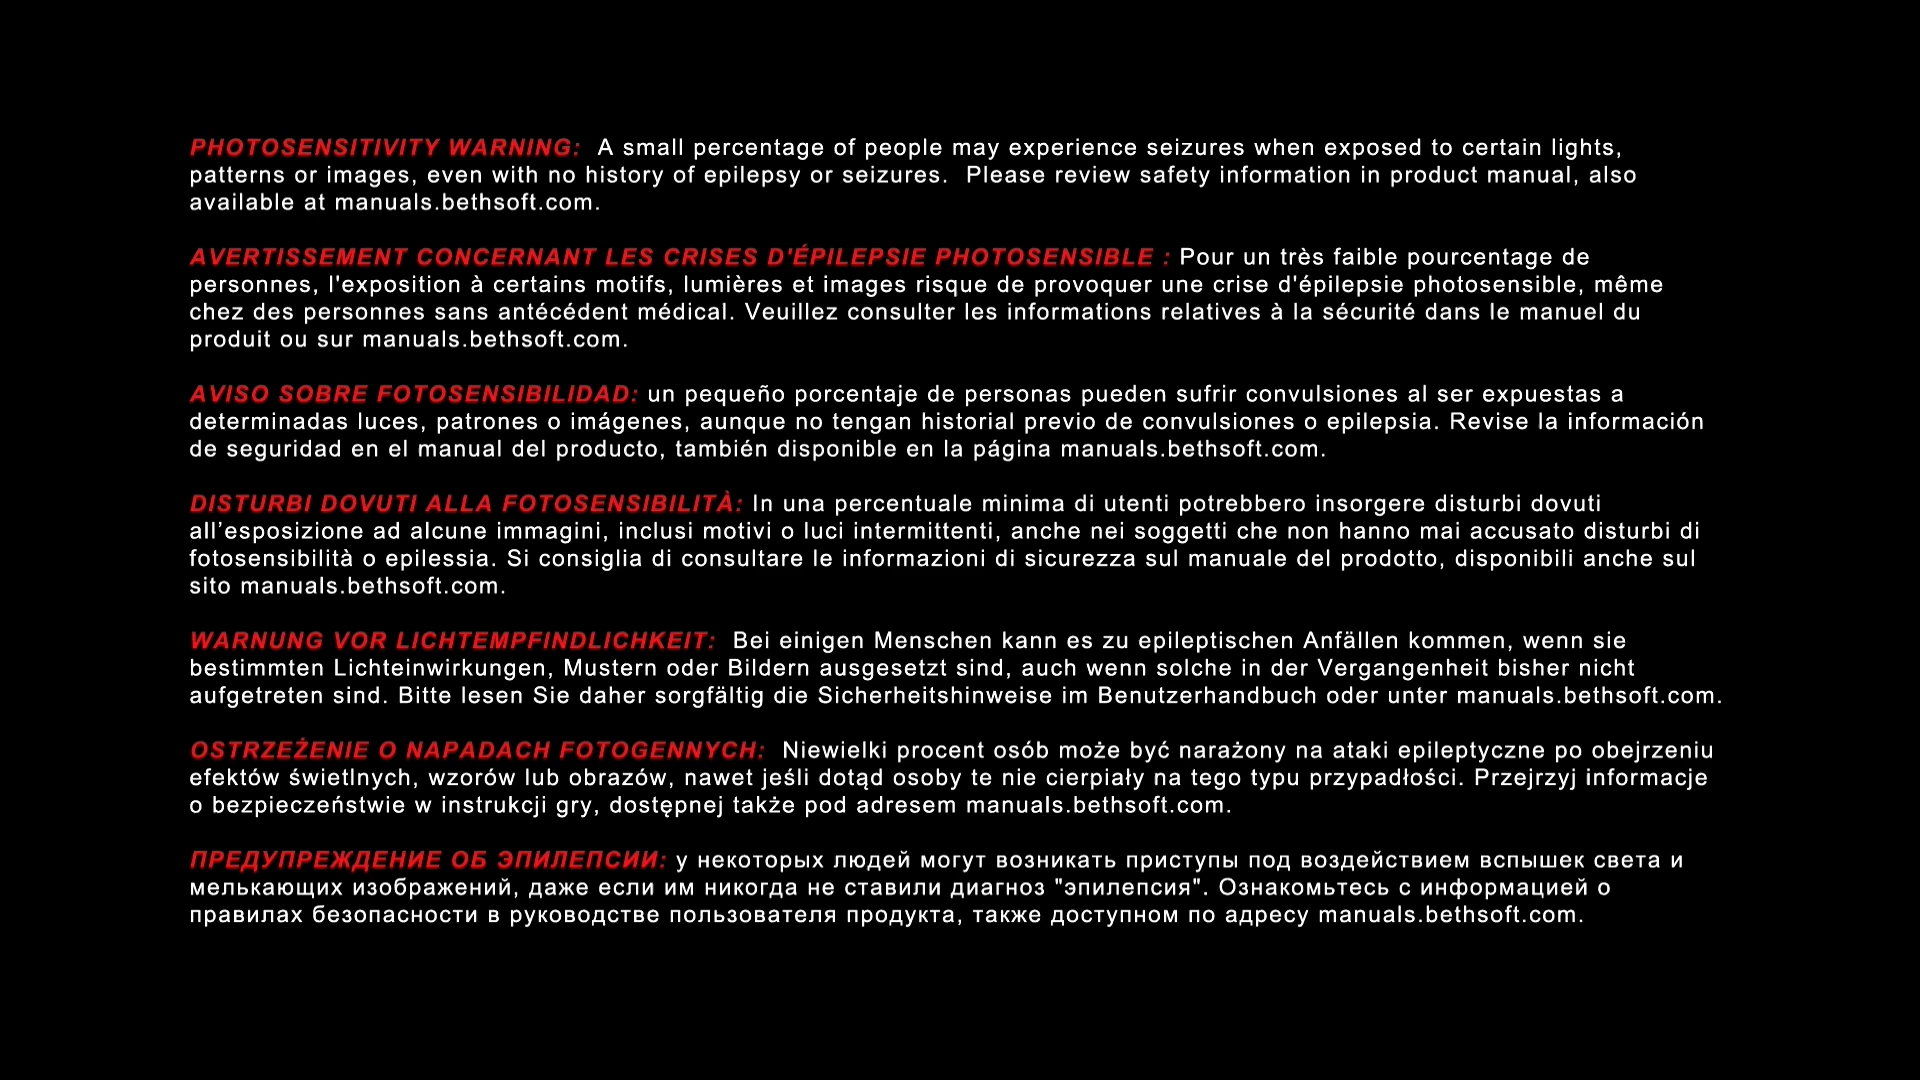 PHOTOSENSITIVITY WARNING:  A small percentage of people may experience seizures when exposed to certain lights,
patterns or images, even with no history of epilepsy or seizures.  Please review safety information in product manual, also
available at manuals.bethsoft.com.
AVERTISSEMENT CONCERNANT LES CRISES D'ÉPILEPSIE PHOTOSENSIBLE : Pour un très faible pourcentage de
personnes, l'exposition à certains motifs, lumières et images risque de provoquer une crise d'épilepsie photosensible, même
chez des personnes sans antécédent médical. Veuillez consulter les informations relatives à la sécurité dans le manuel du
produit ou sur manuals.bethsoft.com.
AVISO SOBRE FOTOSENSIBILIDAD: un pequeño porcentaje de personas pueden sufrir convulsiones al ser expuestas a
determinadas luces, patrones o imágenes, aunque no tengan historial previo de convulsiones o epilepsia. Revise la información
de seguridad en el manual del producto, también disponible en la página manuals.bethsoft.com.
DISTURBI DOVUTI ALLA FOTOSENSIBILITÀ: In una percentuale minima di utenti potrebbero insorgere disturbi dovuti
all’esposizione ad alcune immagini, inclusi motivi o luci intermittenti, anche nei soggetti che non hanno mai accusato disturbi di
fotosensibilità o epilessia. Si consiglia di consultare le informazioni di sicurezza sul manuale del prodotto, disponibili anche sul
sito manuals.bethsoft.com.
WARNUNG VOR LICHTEMPFINDLICHKEIT:  Bei einigen Menschen kann es zu epileptischen Anfällen kommen, wenn sie
bestimmten Lichteinwirkungen, Mustern oder Bildern ausgesetzt sind, auch wenn solche in der Vergangenheit bisher nicht
aufgetreten sind. Bitte lesen Sie daher sorgfältig die Sicherheitshinweise im Benutzerhandbuch oder unter manuals.bethsoft.com.
OSTRZEŻENIE O NAPADACH FOTOGENNYCH:  Niewielki procent osób może być narażony na ataki epileptyczne po obejrzeniu
efektów świetlnych, wzorów lub obrazów, nawet jeśli dotąd osoby te nie cierpiały na tego typu przypadłości. Przejrzyj informacje
o bezpieczeństwie w instrukcji gry, dostępnej także pod adresem manuals.bethsoft.com.
ПРЕДУПРЕЖДЕНИЕ ОБ ЭПИЛЕПСИИ: у некоторых людей могут возникать приступы под воздействием вспышек света и
мелькающих изображений, даже если им никогда не ставили диагноз "эпилепсия". Ознакомьтесь с информацией о
правилах безопасности в руководстве пользователя продукта, также доступном по адресу manuals.bethsoft.com.